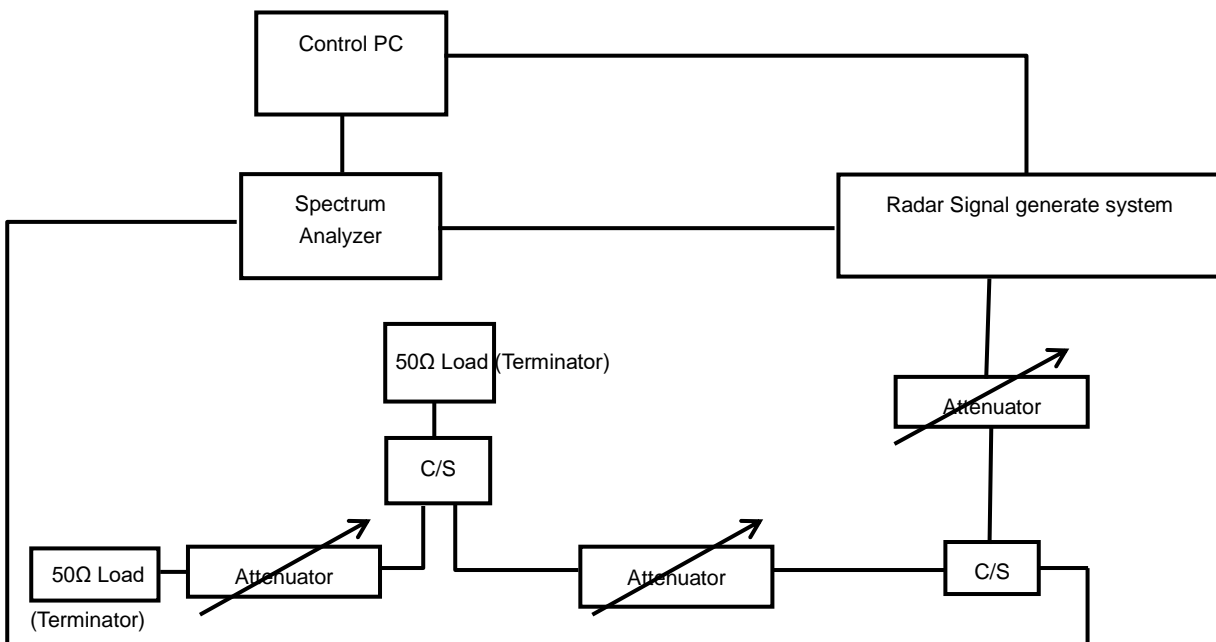 Control PC
Spectrum
Analyzer
Radar Signal generate system
50Ω Load (Terminator)
Attenuator
C/S
50Ω Load
(Terminator)
Attenuator
Attenuator
C/S